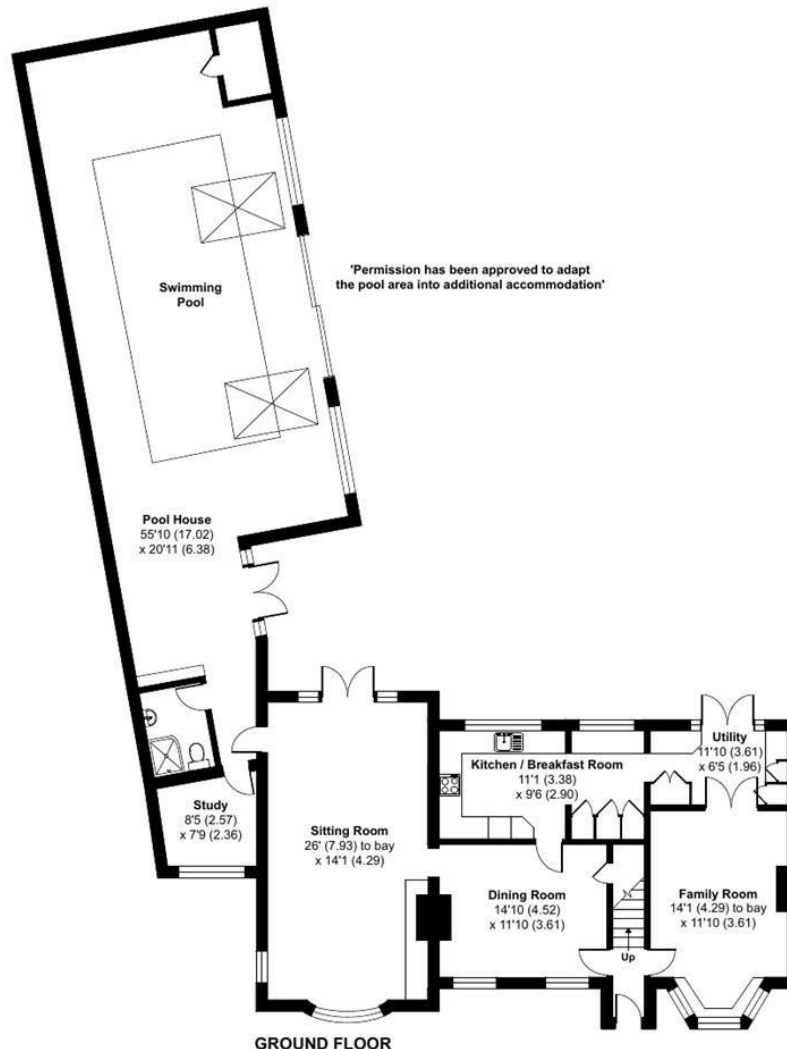 'Permission has been approved to adapt
the pool area into additional accommodation'
Swimming
Pool
Pool House
55'10 (17.02)
x 20'11 (6.38)
Utility
11'10 (3.61)
x 6'5 (1.96)
Kitchen / Breakfast Room
11'1 (3.38)
x 9'6 (2.90)
Study
8'5 (2.57)
x 7'9 (2.36)
Sitting Room
26' (7.93) to bay
x 14'1 (4.29)
Dining Room
14'10 (4.52)
x 11'10 (3.61)
Family Room
14'1 (4.29) to bay
x 11'10 (3.61)
Up
GROUND FLOOR